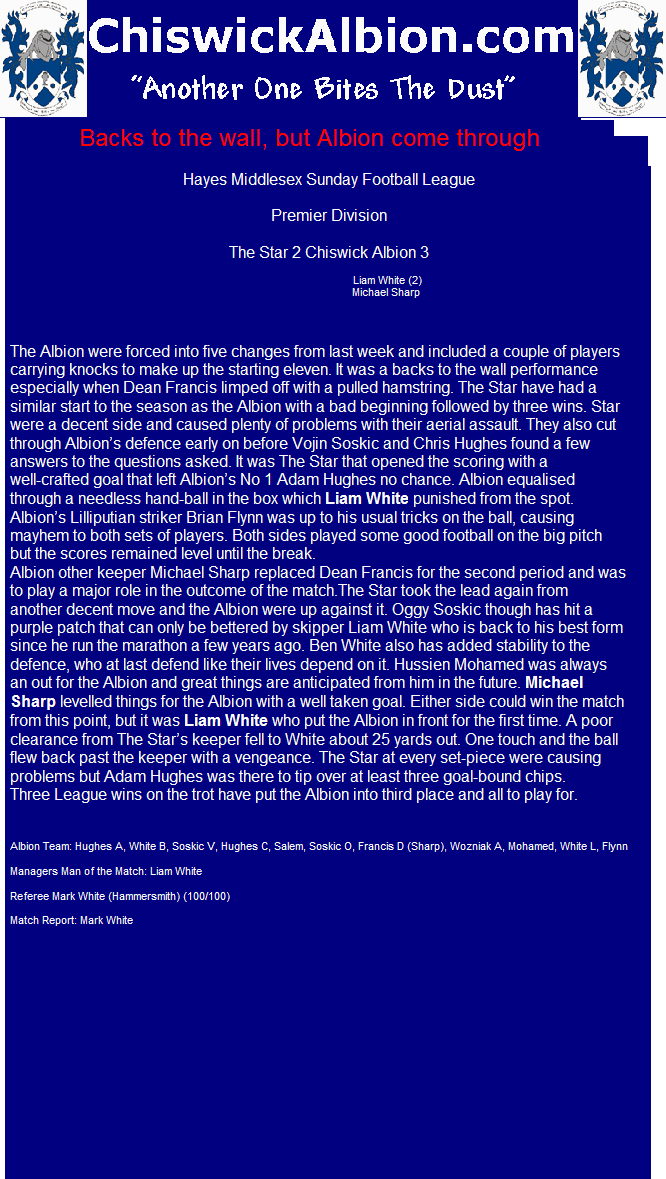 ChiswickAlbion.com
"Another One Bites The Dust"
Backs to the wall, but Albion come through
Hayes Middlesex Sunday Football League
Premier Division
The Star 2 Chiswick Albion 3
Liam White (2)
Michael Sharp
The Albion were forced into five changes from last week and included a couple of players
carrying knocks to make up the starting eleven. It was a backs to the wall performance
especially when Dean Francis limped off with a pulled hamstring. The Star have had a
similar start to the season as the Albion with a bad beginning followed by three wins. Star
were a decent side and caused plenty of problems with their aerial assault. They also cut
through Albion's defence early on before Vojin Soskic and Chris Hughes found a few
answers to the questions asked. It was The Star that opened the scoring with a
well-crafted goal that left Albion's No 1 Adam Hughes no chance. Albion equalised
through a needless hand-ball in the box which Liam White punished from the spot.
Albion's Lilliputian striker Brian Flynn was up to his usual tricks on the ball, causing
mayhem to both sets of players. Both sides played some good football on the big pitch
but the scores remained level until the break.
Albion other keeper Michael Sharp replaced Dean Francis for the second period and was
to play a major role in the outcome of the match.The Star took the lead again from
another decent move and the Albion were up against it. Oggy Soskic though has hit a
purple patch that can only be bettered by skipper Liam White who is back to his best form
since he run the marathon a few years ago. Ben White also has added stability to the
defence, who at last defend like their lives depend on it. Hussien Mohamed was always
an out for the Albion and great things are anticipated from him in the future. Michael
Sharp levelled things for the Albion with a well taken goal. Either side could win the match
from this point, but it was Liam White who put the Albion in front for the first time. A poor
clearance from The Star's keeper fell to White about 25 yards out. One touch and the ball
flew back past the keeper with a vengeance. The Star at every set-piece were causing
problems but Adam Hughes was there to tip over at least three goal-bound chips.
Three League wins on the trot have put the Albion into third place and all to play for.
Albion Team: Hughes A, White B, Soskic V, Hughes C, Salem, Soskic O, Francis D (Sharp), Wozniak A, Mohamed, White L, Flynn
Managers Man of the Match: Liam White
Referee Mark White (Hammersmith) (100/100)
Match Report: Mark White